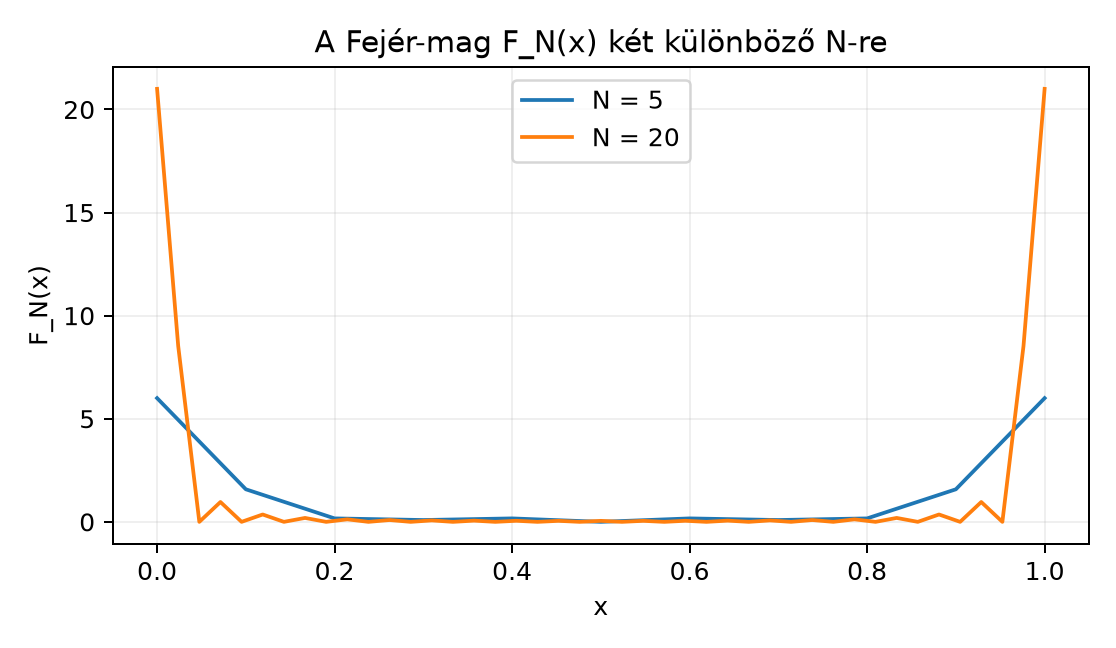 A Fejér-mag F_N(x) két különböző N-re
N = 5
N = 20
F_N(x)
20
15
10
5
0
0.0 0.2 0.4 0.6 0.8 1.0
x